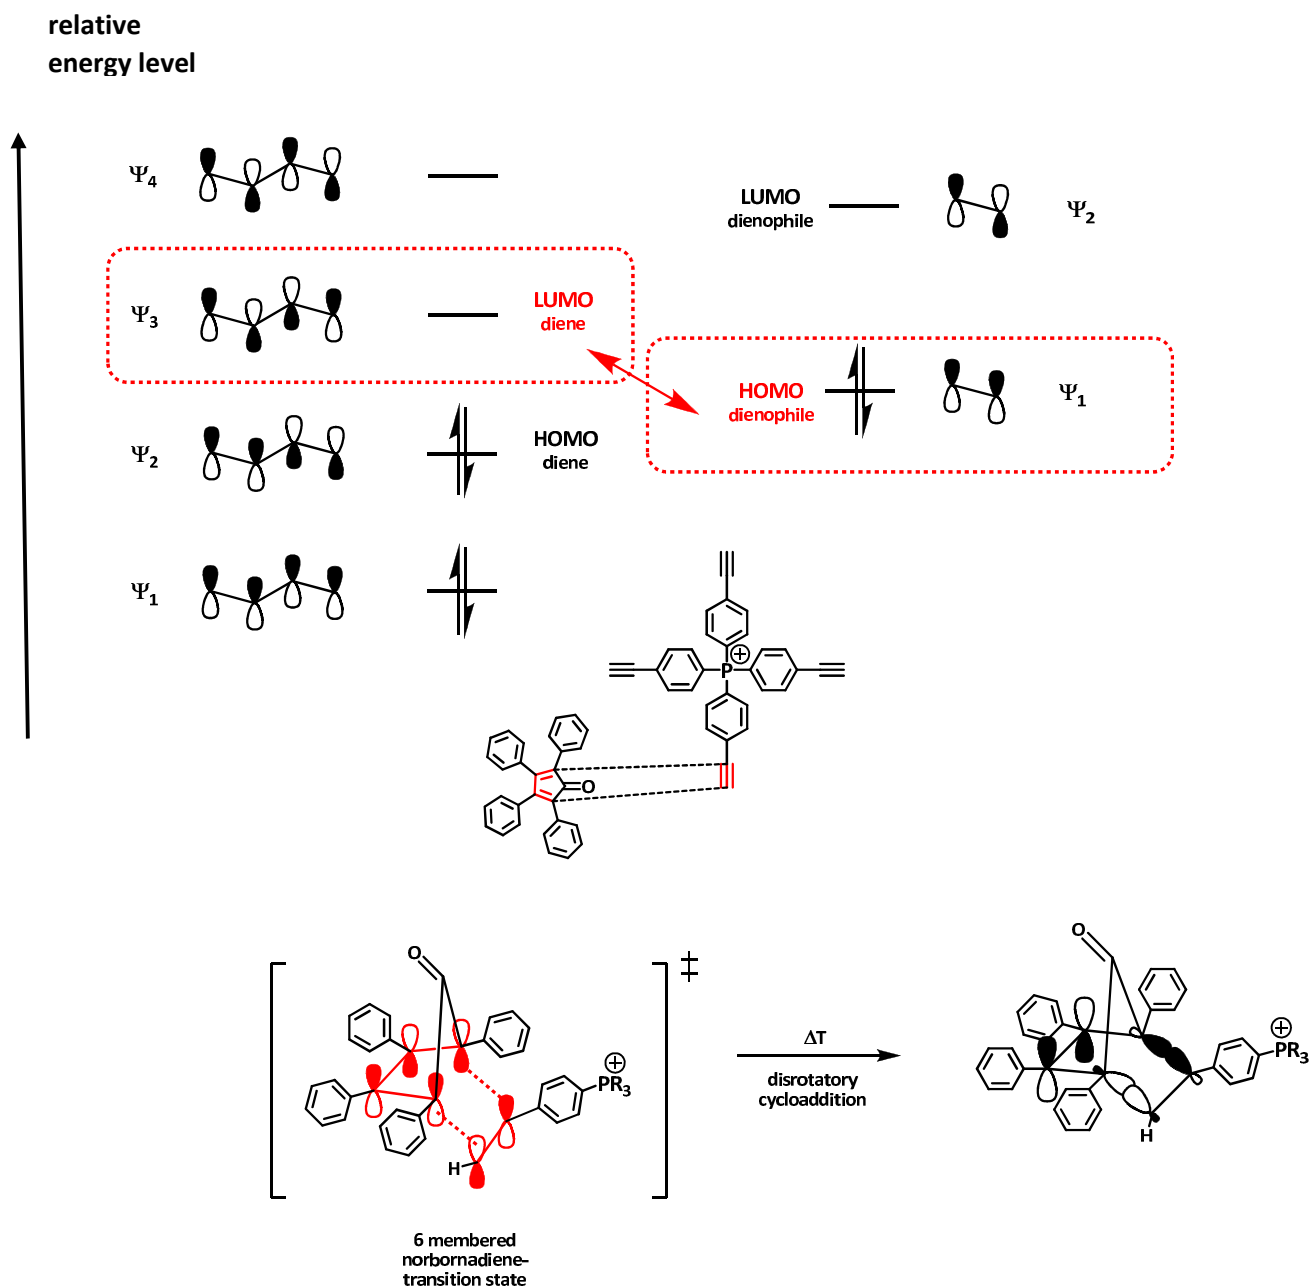 relative
energy level
Ψ4
LUMO
dienophile
Ψ2
Ψ3
LUMO
diene
HOMO
dienophile
Ψ1
Ψ2
HOMO
diene
Ψ1
P
+
O
O
H
PR3
+
‡
ΔT
disrotatory
cycloaddition
O
H
PR3
+
6 membered
norbornadiene-
transition state